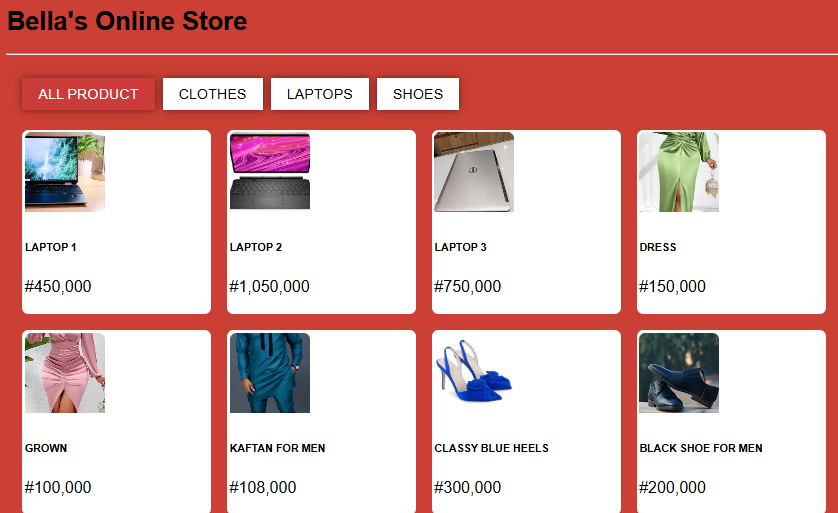 Bella's Online Store
ALL PRODUCT CLOTHES LAPTOPS SHOES
LAPTOP 1 LAPTOP 2 LAPTOP 3 DRESS
#450,000 #1,050,000 #750,000 #150,000
GROWN KAFTAN FOR MEN CLASSY BLUE HEELS BLACK SHOE FOR MEN
#100,000 #108,000 #300,000 #200,000